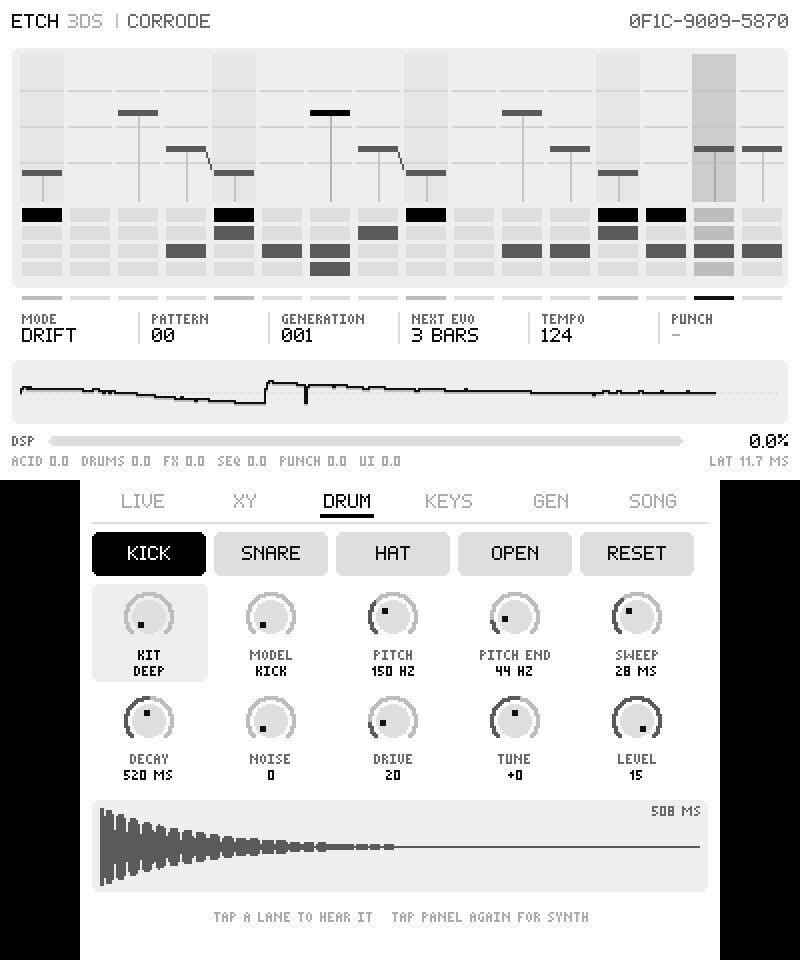 ETCH 3DS | CORRODE 0F1C-9009-5870
MODE PATTERN GENERATION NEXT EVO TEMPO PUNCH
DRIFT 00 001 3 BARS 124 -
DSP 0.0%
ACID 0.0 DRUMS 0.0 FX 0.0 SEQ 0.0 PUNCH 0.0 UI 0.0 LAT 11.7 MS
LIVE XY DRUM KEYS GEN SONG
KICK SNARE HAT OPEN RESET
KIT MODEL PITCH PITCH END SWEEP
DEEP KICK 150 HZ 44 HZ 28 MS
DECAY NOISE DRIVE TUNE LEVEL
520 MS 0 20 +0 15
508 MS
TAP A LANE TO HEAR IT TAP PANEL AGAIN FOR SYNTH